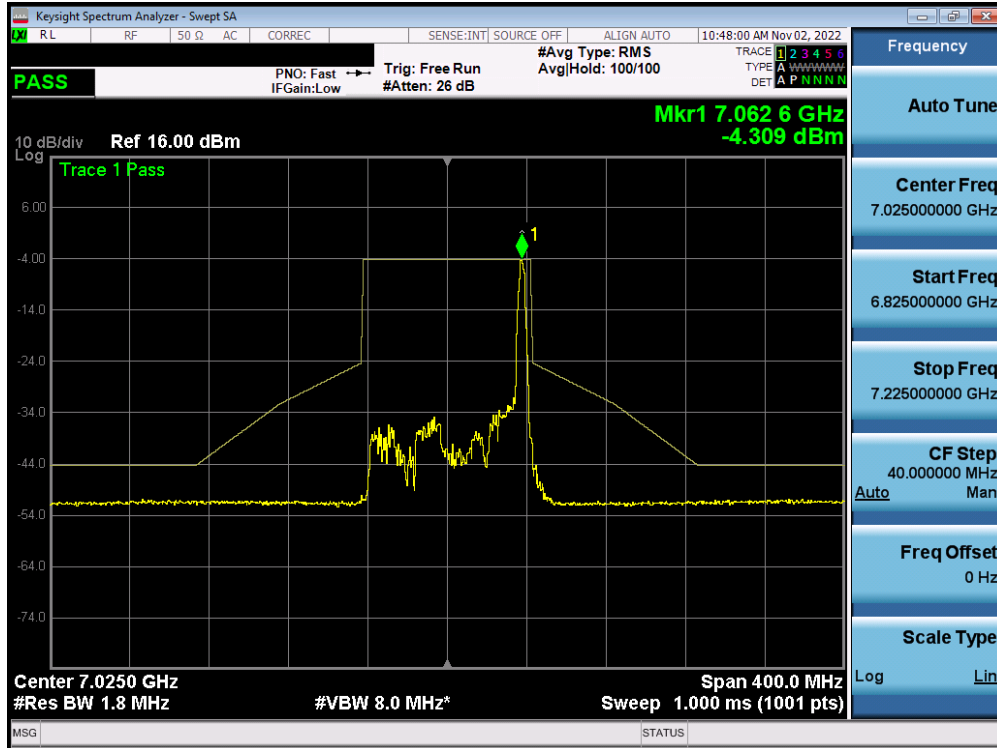 Keysight Spectrum Analyzer - Swept SA
LXI RL RF 50 Ω AC CORREC SENSE:INT SOURCE OFF ALIGN AUTO 10:48:00 AM Nov 02, 2022
PASS
PNO: Fast
IFGain:Low
Trig: Free Run
#Atten: 26 dB
#Avg Type: RMS
Avg|Hold: 100/100
TRACE 1 2 3 4 5 6
TYPE A WWWWW
DET A P N N N N
Mkr1 7.062 6 GHz
-4.309 dBm
10 dB/div Ref 16.00 dBm
Log
Trace 1 Pass
1
6.00
-4.00
-14.0
-24.0
-34.0
-44.0
-54.0
-64.0
-74.0
Center 7.0250 GHz
#Res BW 1.8 MHz
#VBW 8.0 MHz*
Span 400.0 MHz
Sweep 1.000 ms (1001 pts)
MSG
STATUS
Frequency
Auto Tune
Center Freq
7.025000000 GHz
Start Freq
6.825000000 GHz
Stop Freq
7.225000000 GHz
CF Step
40.000000 MHz
Auto Man
Freq Offset
0 Hz
Scale Type
Log Lin